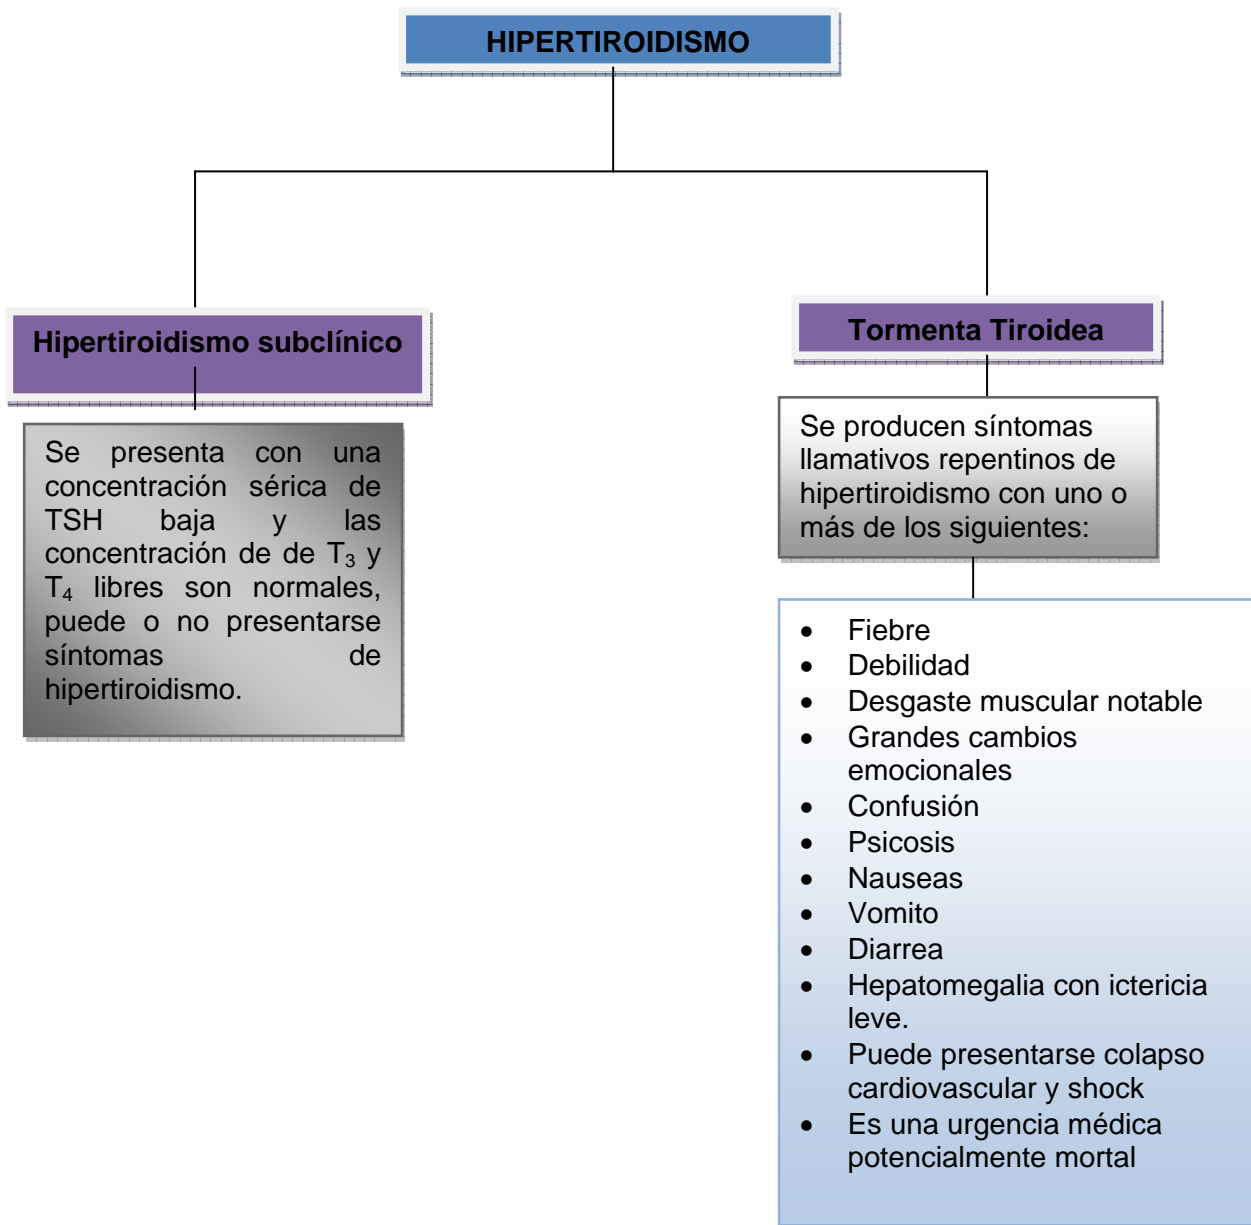 HIPERTIROIDISMO
Hipertiroidismo subclínico
Se presenta con una
concentración sérica de
TSH baja y las
concentración de de T₃ y
T₄ libres son normales,
puede o no presentarse
síntomas de
hipertiroidismo.
Tormenta Tiroidea
Se producen síntomas
llamativos repentinos de
hipertiroidismo con uno o
más de los siguientes:
• Fiebre
• Debilidad
• Desgaste muscular notable
• Grandes cambios
emocionales
• Confusión
• Psicosis
• Nauseas
• Vomito
• Diarrea
• Hepatomegalia con ictericia
leve.
• Puede presentarse colapso
cardiovascular y shock
• Es una urgencia médica
potencialmente mortal